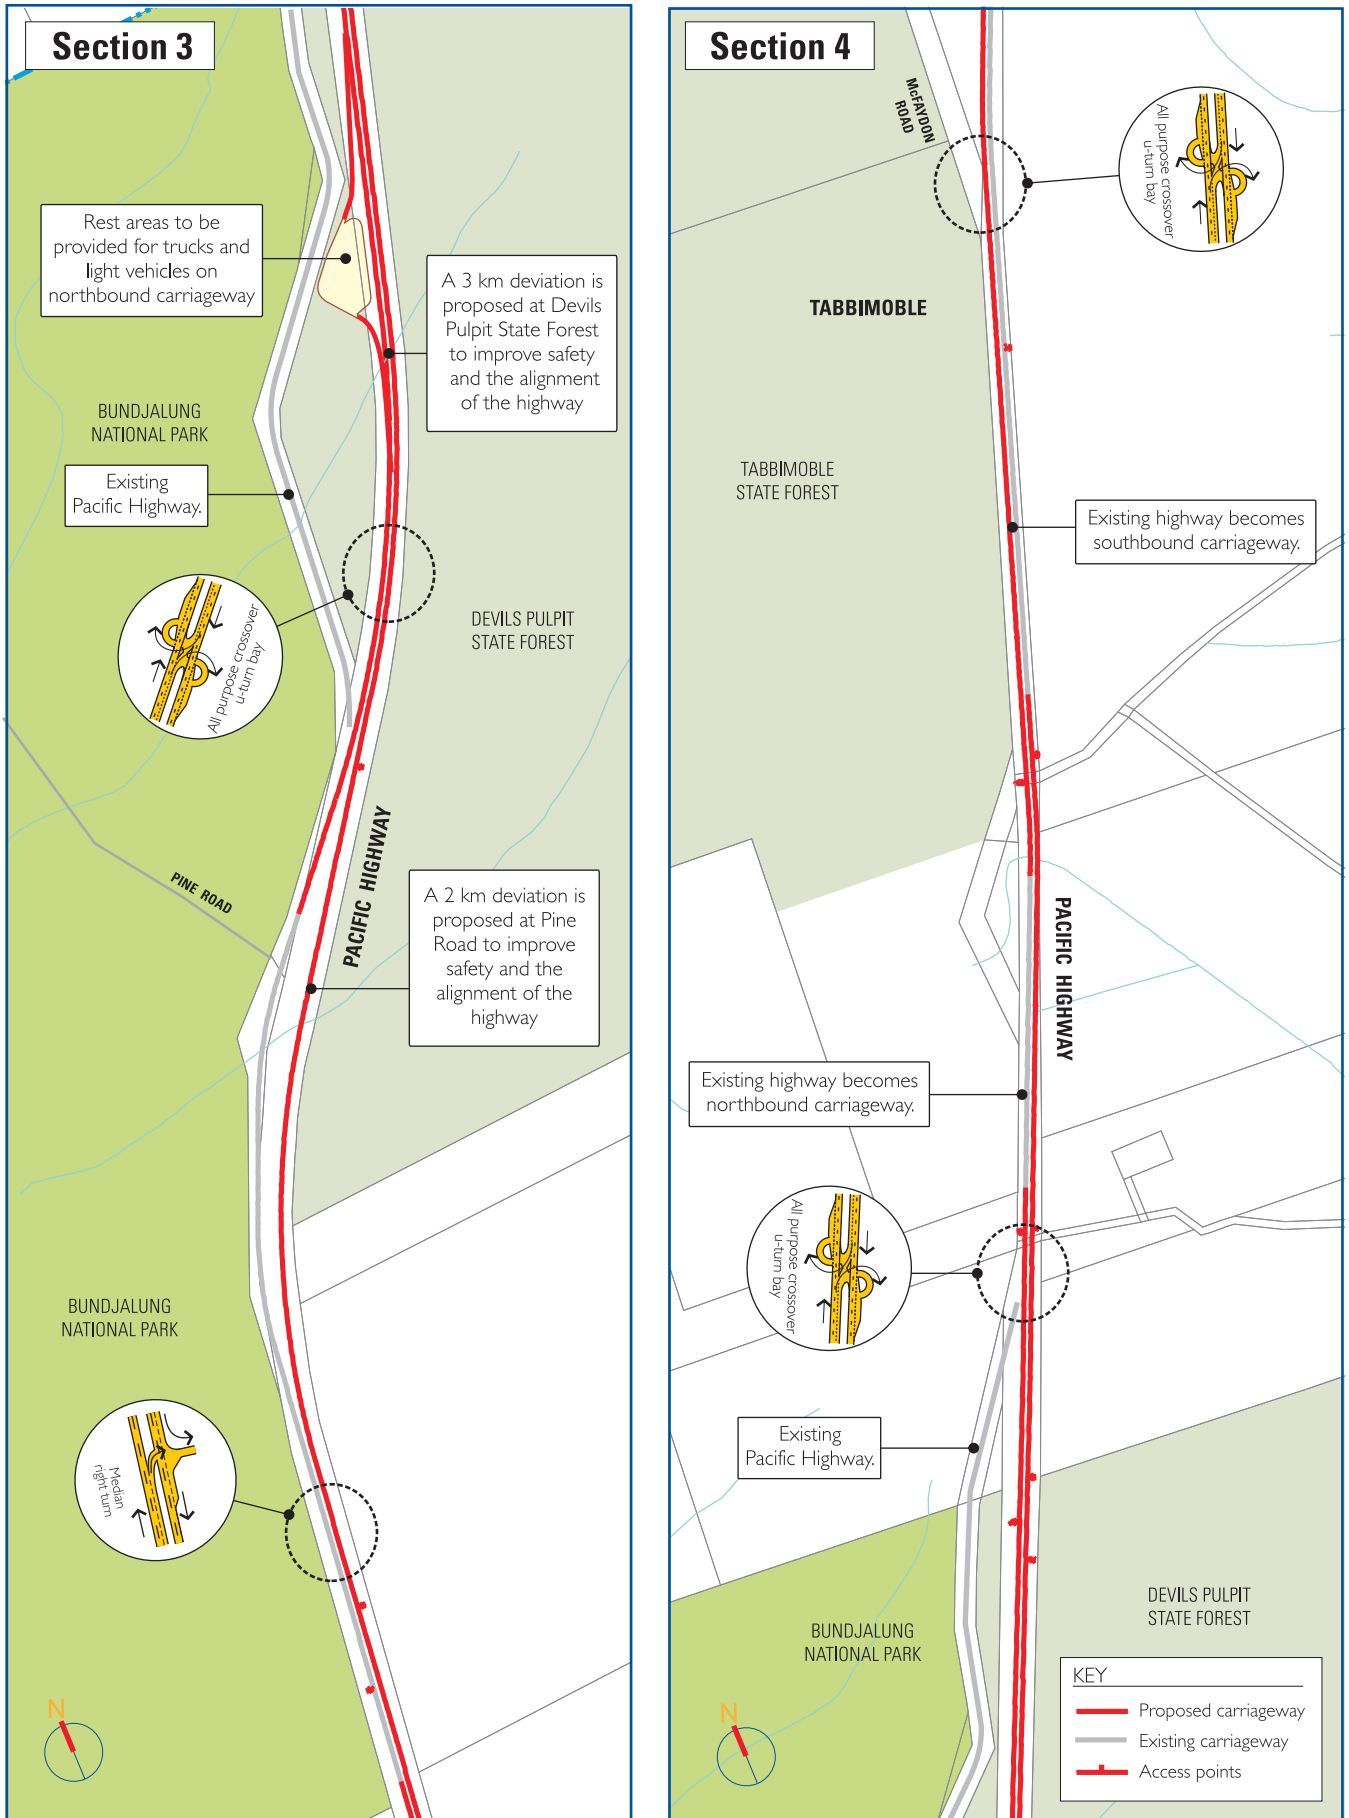 Section 3
Rest areas to be
provided for trucks and
light vehicles on
northbound carriageway
A 3 km deviation is
proposed at Devils
Pulpit State Forest
to improve safety
and the alignment
of the highway
BUNDJALUNG
NATIONAL PARK
Existing
Pacific Highway.
All purpose crossover
u-turn bay
DEVILS PULPIT
STATE FOREST
PACIFIC HIGHWAY
PINE ROAD
A 2 km deviation is
proposed at Pine
Road to improve
safety and the
alignment of the
highway
BUNDJALUNG
NATIONAL PARK
Median
right turn
N
Section 4
McFAYDON
ROAD
All purpose crossover
u-turn bay
TABBIMOBLE
TABBIMOBLE
STATE FOREST
Existing highway becomes
southbound carriageway.
PACIFIC HIGHWAY
Existing highway becomes
northbound carriageway.
All purpose crossover
u-turn bay
Existing
Pacific Highway.
DEVILS PULPIT
STATE FOREST
BUNDJALUNG
NATIONAL PARK
N
KEY
Proposed carriageway
Existing carriageway
Access points